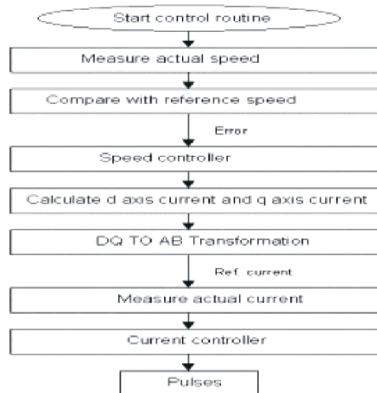 Start control routine
Measure actual speed
Compare with reference speed
Error
Speed controller
Calculate d axis current and q axis current
DQ TO AB Transformation
Ref. current
Measure actual current
Current controller
Pulses